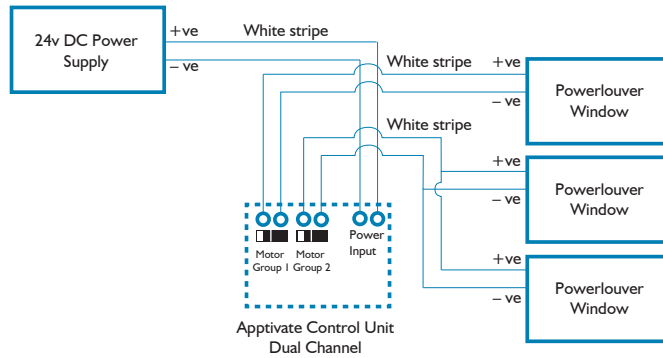 24v DC Power
Supply
+ve
White stripe
– ve
White stripe
+ve
– ve
Powerlouver
Window
White stripe
+ve
– ve
Powerlouver
Window
+ve
– ve
Powerlouver
Window
Motor
Group 1
Motor
Group 2
Power
Input
Apptivate Control Unit
Dual Channel